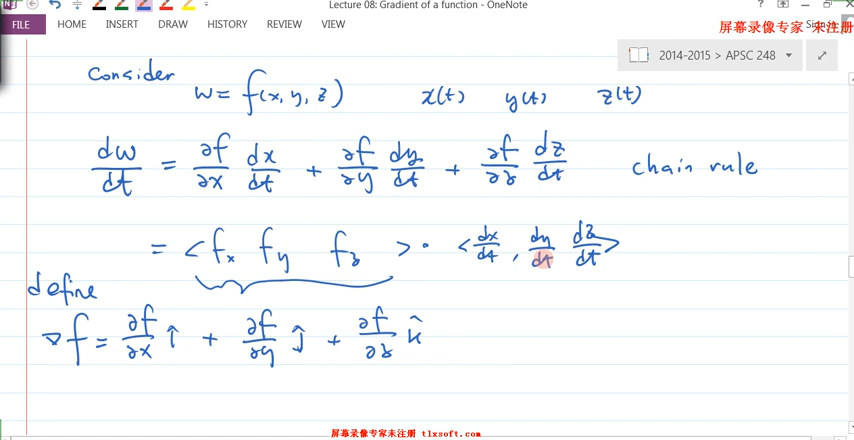 Lecture 08: Gradient of a function - OneNote
FILE HOME INSERT DRAW HISTORY REVIEW VIEW
屏幕录像专家 未注册
2014-2015 > APSC 248
Consider
w = f(x, y, z) x(t) y(t) z(t)
dw/dt = ∂f/∂x dx/dt + ∂f/∂y dy/dt + ∂f/∂z dz/dt chain rule
= <fx fy fz> · <dx/dt, dy/dt dz/dt>
define
∇f = ∂f/∂x î + ∂f/∂y ĵ + ∂f/∂z k̂
屏幕录像专家未注册 tlxsoft.com